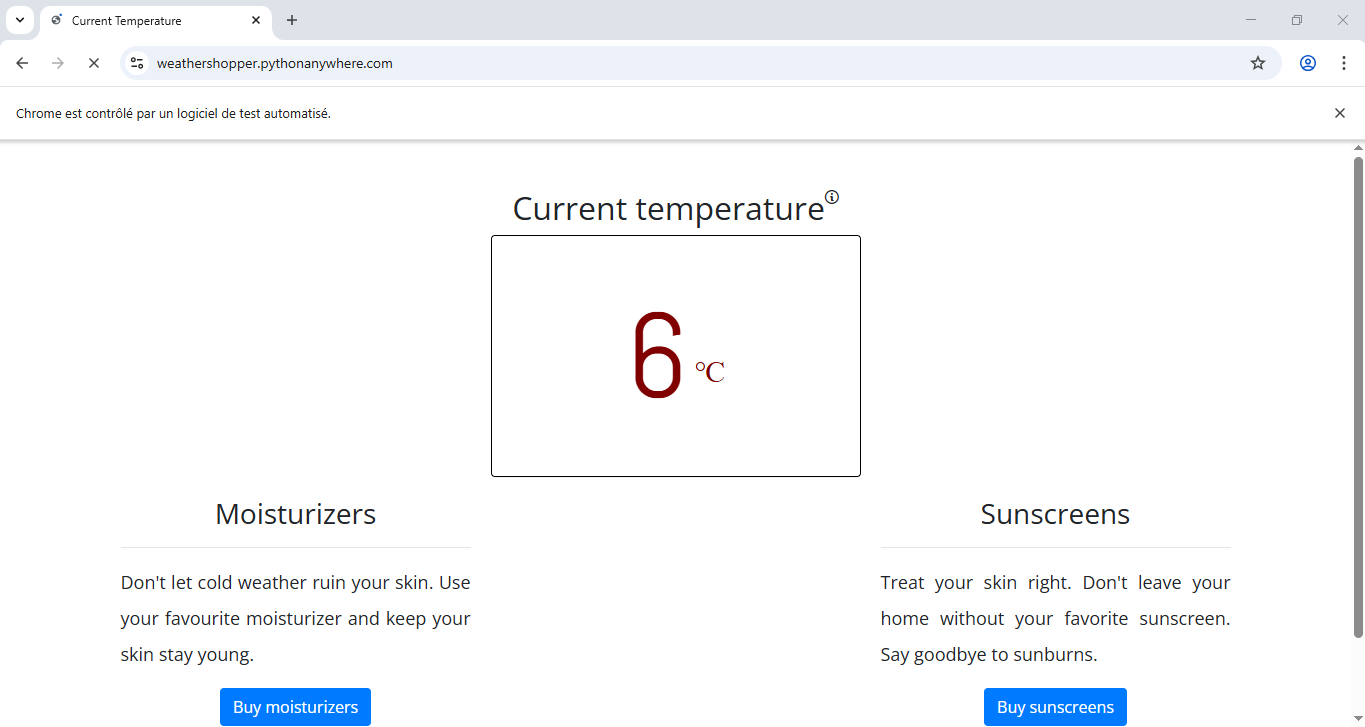 Current Temperature
weathershopper.pythonanywhere.com
Chrome est contrôlé par un logiciel de test automatisé.
Current temperature
6 ℃
Moisturizers
Don't let cold weather ruin your skin. Use
your favourite moisturizer and keep your
skin stay young.
Buy moisturizers
Sunscreens
Treat your skin right. Don't leave your
home without your favorite sunscreen.
Say goodbye to sunburns.
Buy sunscreens